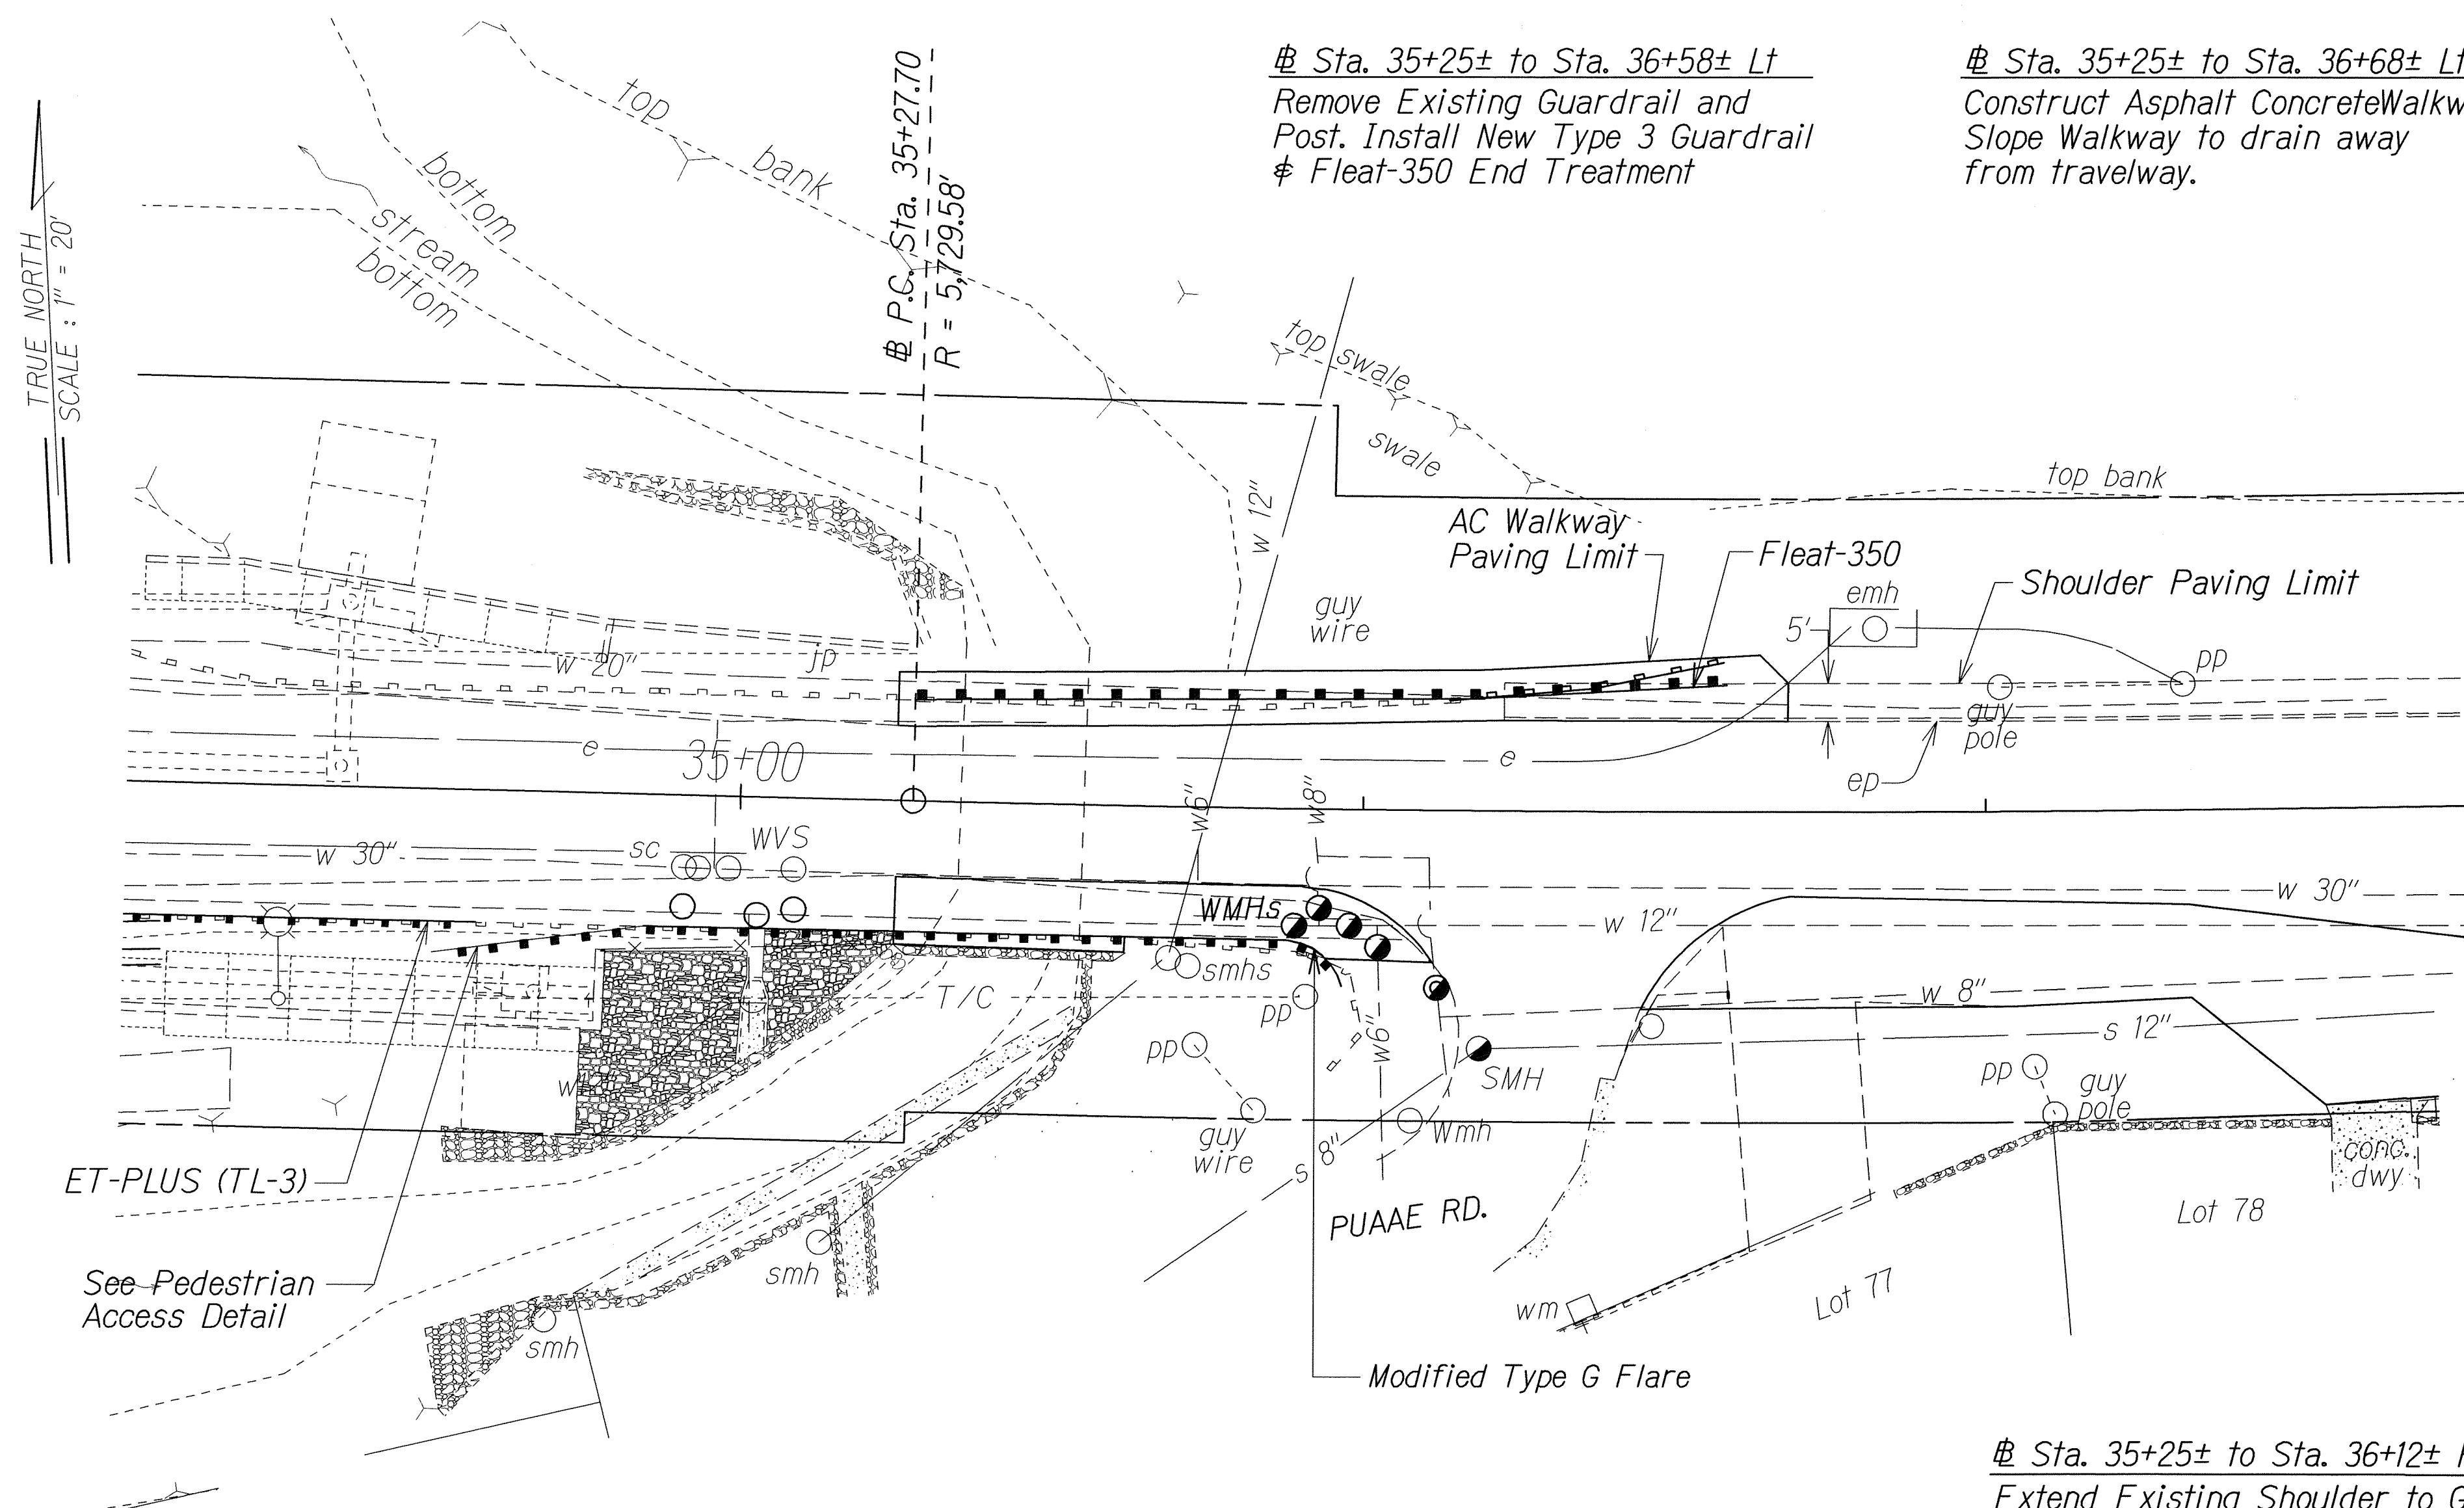 ℄ Sta. 35+25± to Sta. 36+58± Lt
Remove Existing Guardrail and
Post. Install New Type 3 Guardrail
& Fleat-350 End Treatment
℄ Sta. 35+25± to Sta. 36+68± Lt
Construct Asphalt ConcreteWalkw
Slope Walkway to drain away
from travelway.
TRUE NORTH
SCALE : 1" = 20'
top
bank
bottom
stream
bottom
℄ P.C. Sta. 35+27.70
R = 5,729.58'
top swale
swale
top bank
w 12"
AC Walkway
Paving Limit
Fleat-350
Shoulder Paving Limit
emh
5'
guy
wire
pp
jp
w 20"
guy
pole
ep
e
35+00
e
w6"
w8"
WVS
sc
w 30"
w 30"
WMHs
w 12"
smhs
w 8"
T/C
pp
s 12"
pp
w6"
SMH
pp
guy
pole
guy
wire
Wmh
s 8"
conc.
dwy
ET-PLUS (TL-3)
PUAAE RD.
Lot 78
See Pedestrian
Access Detail
smh
wm
Lot 77
smh
Modified Type G Flare
℄ Sta. 35+25± to Sta. 36+12±
Extend Existing Shoulder to